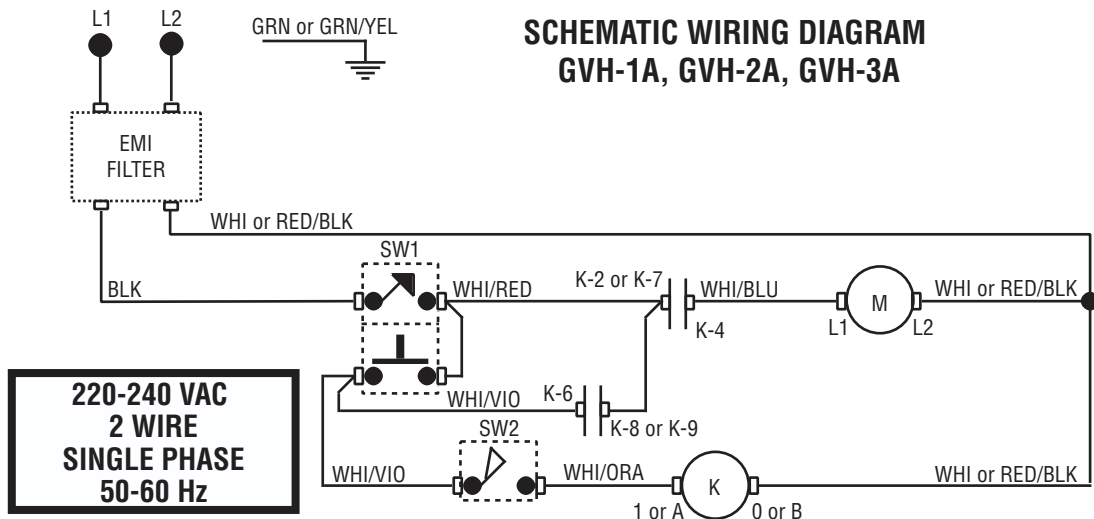 L1
L2
GRN or GRN/YEL
SCHEMATIC WIRING DIAGRAM
GVH-1A, GVH-2A, GVH-3A
EMI
FILTER
WHI or RED/BLK
SW1
BLK
WHI/RED
K-2 or K-7
K-4
WHI/BLU
L1
M
L2
WHI or RED/BLK
220-240 VAC
2 WIRE
SINGLE PHASE
50-60 Hz
WHI/VIO
K-6
K-8 or K-9
SW2
WHI/VIO
WHI/ORA
K
1 or A
0 or B
WHI or RED/BLK